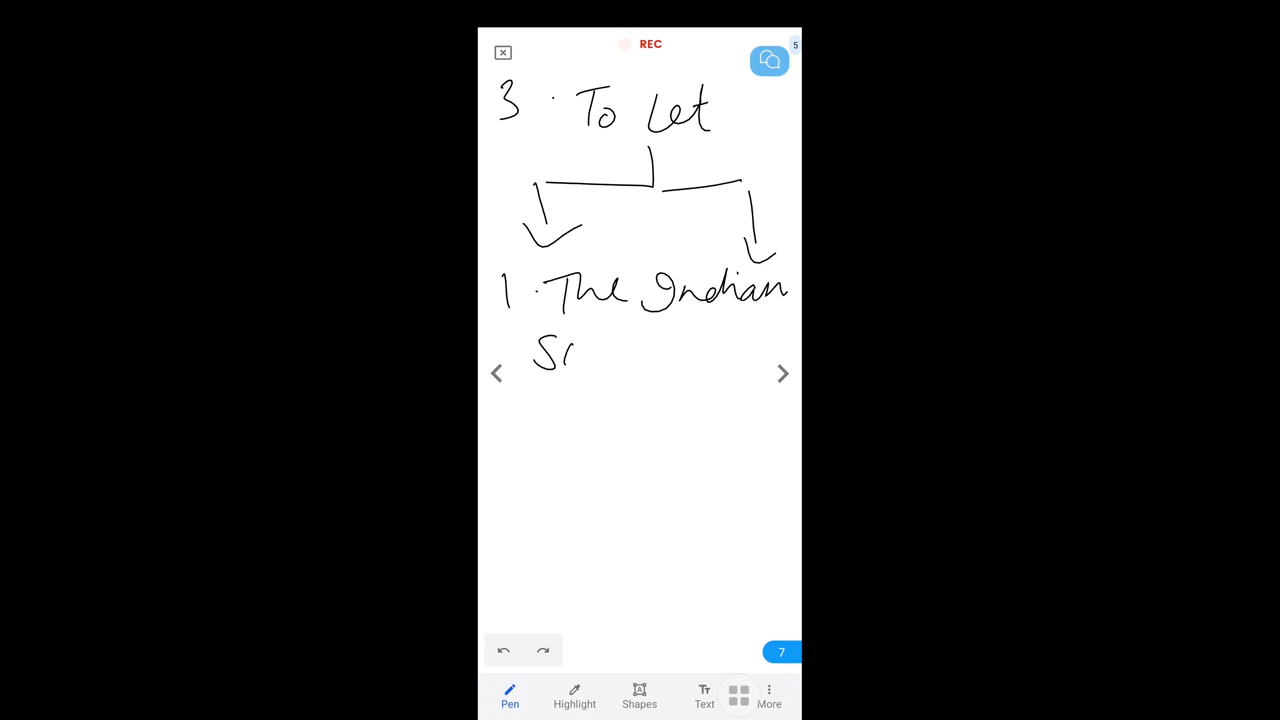 REC
5
3 . To Let
1 . The Indian
7
Pen
Highlight
Shapes
Text
More